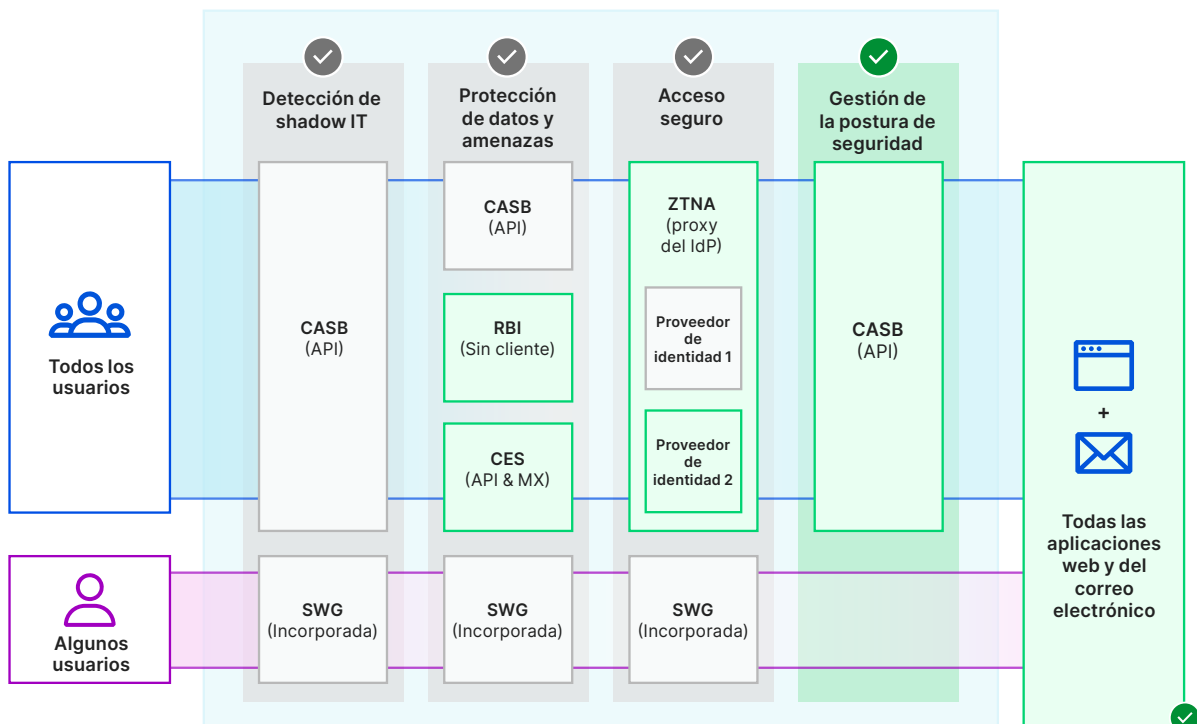 Detección de
shadow IT
Protección
de datos y
amenazas
Acceso
seguro
Gestión de
la postura de
seguridad
Todos los
usuarios
CASB
(API)
CASB
(API)
RBI
(Sin cliente)
CES
(API & MX)
ZTNA
(proxy
del IdP)
Proveedor
de
identidad 1
Proveedor
de
identidad 2
CASB
(API)
+
Todas las
aplicaciones
web y del
correo
electrónico
Algunos
usuarios
SWG
(Incorporada)
SWG
(Incorporada)
SWG
(Incorporada)